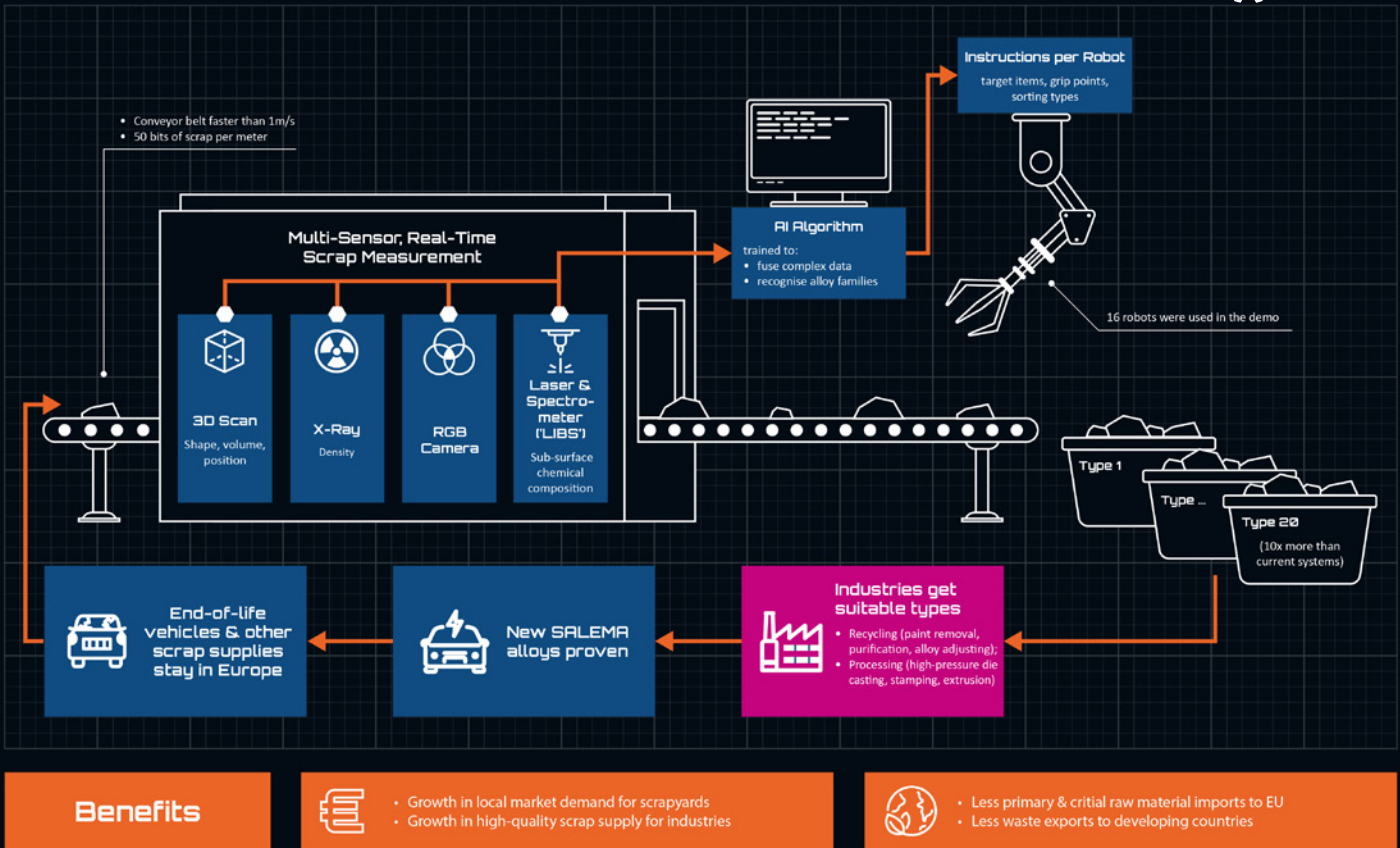 Instructions per Robot
target items, grip points,
sorting types
• Conveyor belt faster than 1m/s
• 50 bits of scrap per meter
Multi-Sensor, Real-Time
Scrap Measurement
AI Algorithm
trained to:
• fuse complex data
• recognise alloy families
16 robots were used in the demo
3D Scan
Shape, volume,
position
X-Ray
Density
RGB
Camera
Laser &
Spectro-
meter
('LIBS')
Sub-surface
chemical
composition
Type 1
Type ...
Type 20
(10x more than
current systems)
End-of-life
vehicles & other
scrap supplies
stay in Europe
New SALEMA
alloys proven
Industries get
suitable types
• Recycling (paint removal,
purification, alloy adjusting);
• Processing (high-pressure die
casting, stamping, extrusion)
Benefits
• Growth in local market demand for scrapyards
• Growth in high-quality scrap supply for industries
• Less primary & critial raw material imports to EU
• Less waste exports to developing countries